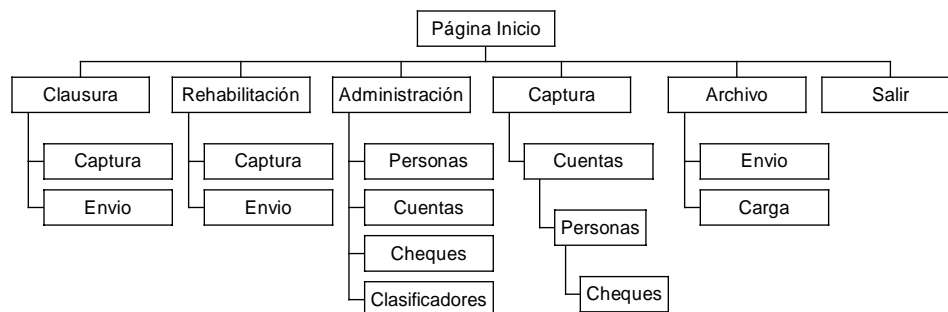 Página Inicio
Clausura
Rehabilitación
Administración
Captura
Archivo
Salir
Captura
Envio
Captura
Envio
Personas
Cuentas
Cheques
Clasificadores
Cuentas
Personas
Cheques
Envio
Carga